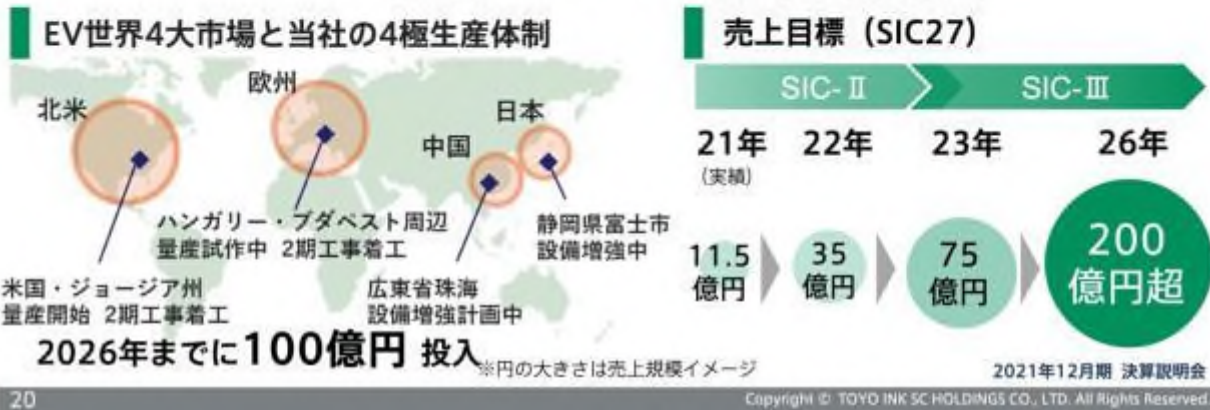 EV世界4大市場と当社の4極生産体制
北米
欧州
中国
日本
ハンガリー・ブダペスト周辺
量産試作中 2期工事着工
静岡県富士市
設備増強中
米国・ジョージア州
量産開始 2期工事着工
広東省珠海
設備増強計画中
2026年までに100億円 投入
※円の大きさは売上規模イメージ
売上目標（SIC27）
SIC-Ⅱ
SIC-Ⅲ
21年
(実績)
22年
23年
26年
11.5
億円
35
億円
75
億円
200
億円超
2021年12月期 決算説明会
20
Copyright © TOYO INK SC HOLDINGS CO., LTD. All Rights Reserved.